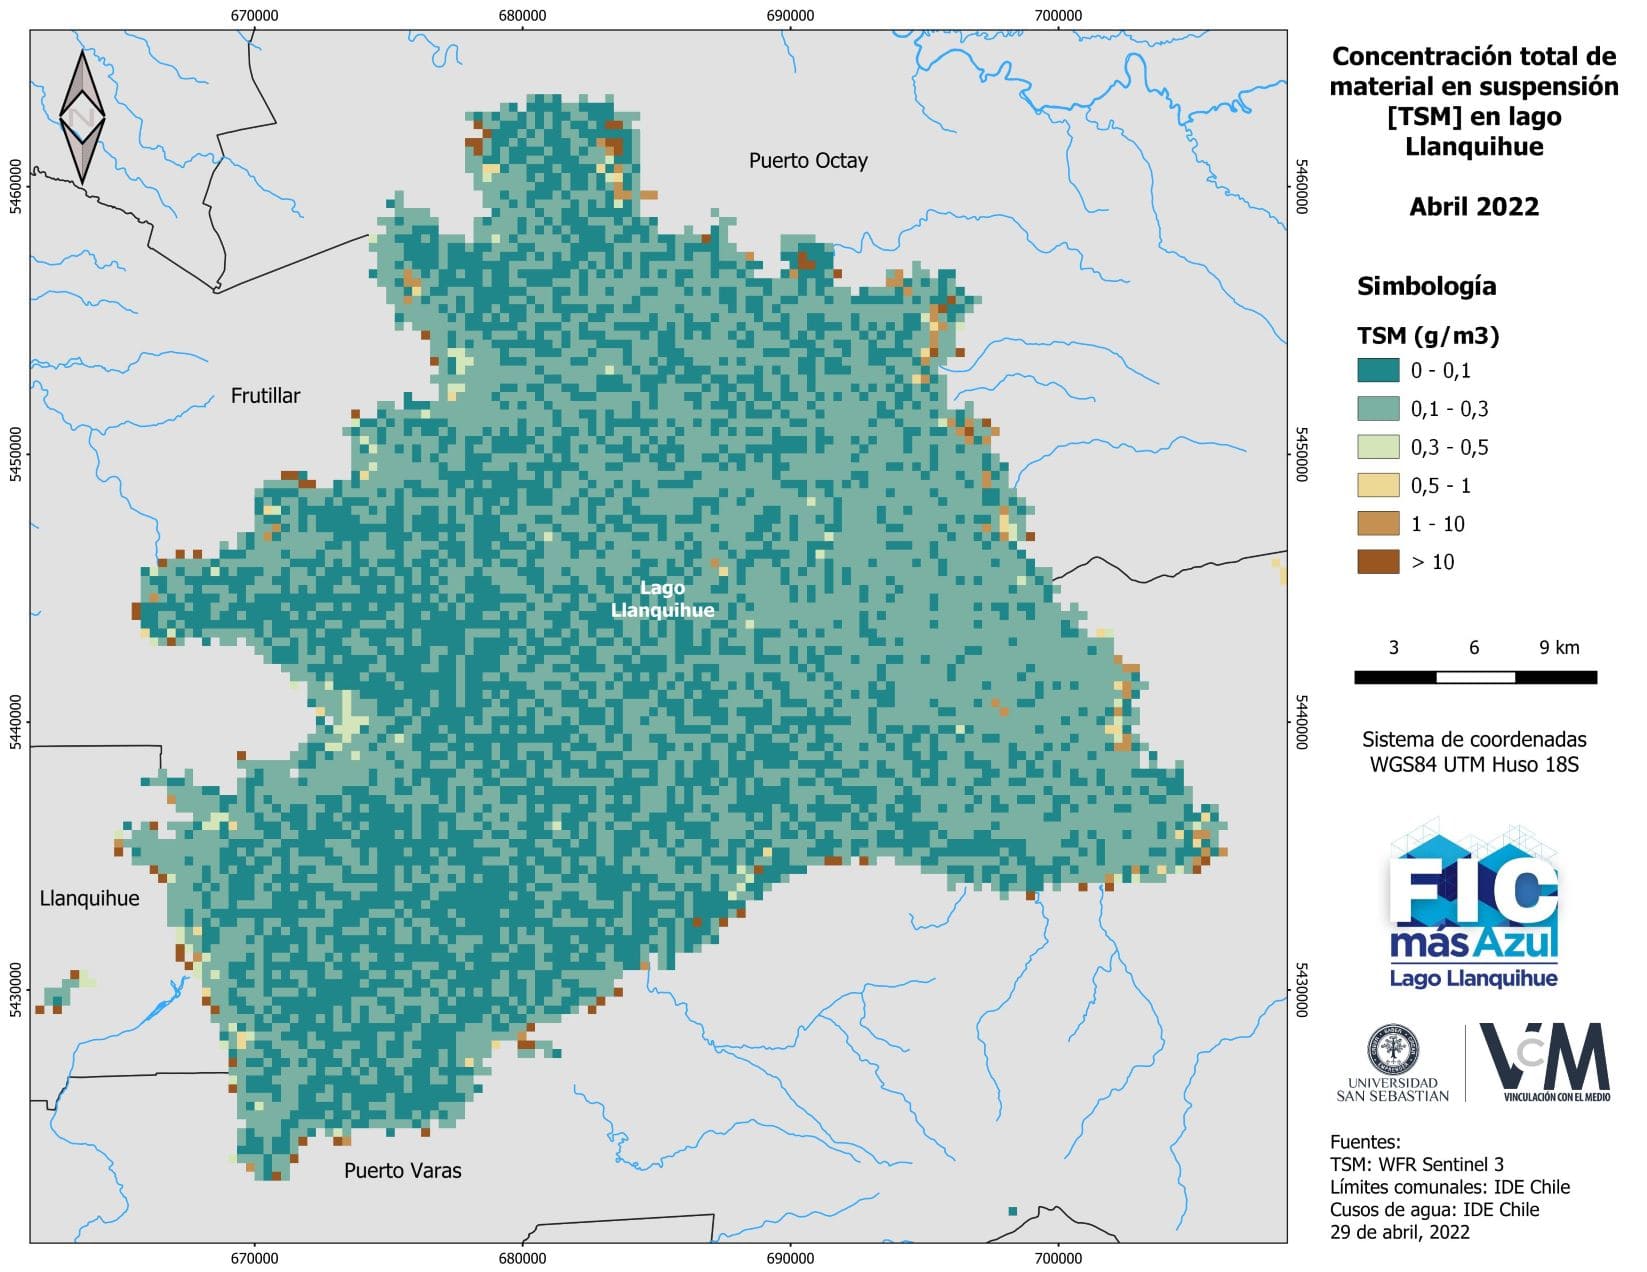 670000
680000
690000
700000
5460000
5450000
5440000
5430000
5460000
5450000
5440000
5430000
N
Puerto Octay
Frutillar
Lago
Llanquihue
Llanquihue
Puerto Varas
670000
680000
690000
700000
Concentración total de
material en suspensión
[TSM] en lago
Llanquihue
Abril 2022
Simbología
TSM (g/m3)
0 - 0,1
0,1 - 0,3
0,3 - 0,5
0,5 - 1
1 - 10
> 10
3 6 9 km
Sistema de coordenadas
WGS84 UTM Huso 18S
FIC
más Azul
Lago Llanquihue
UNIVERSIDAD
SAN SEBASTIAN
VCM
VINCULACIÓN CON EL MEDIO
Fuentes:
TSM: WFR Sentinel 3
Límites comunales: IDE Chile
Cusos de agua: IDE Chile
29 de abril, 2022